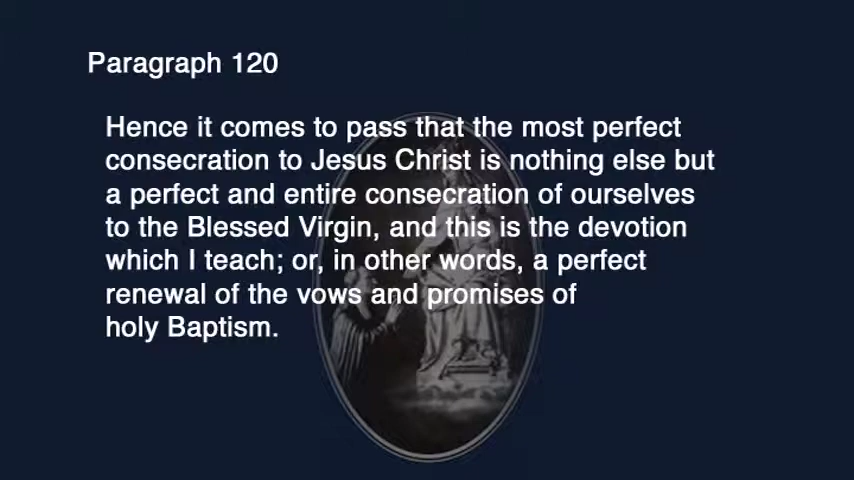 Paragraph 120
Hence it comes to pass that the most perfect
consecration to Jesus Christ is nothing else but
a perfect and entire consecration of ourselves
to the Blessed Virgin, and this is the devotion
which I teach; or, in other words, a perfect
renewal of the vows and promises of
holy Baptism.